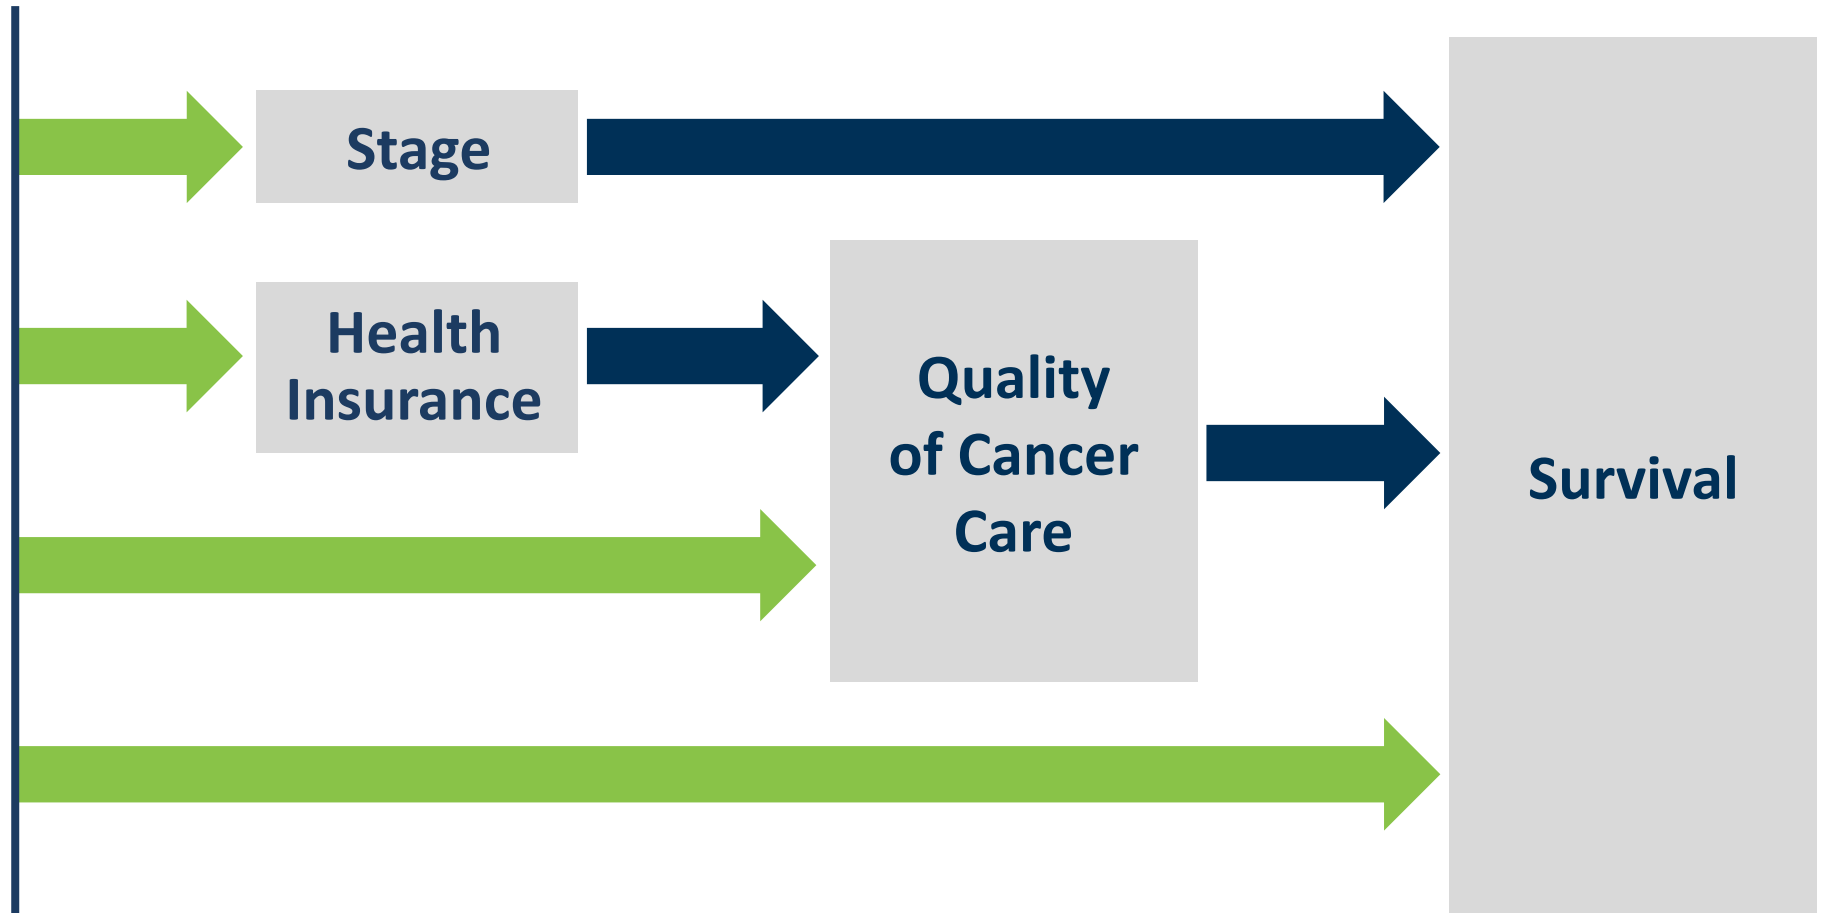 Stage
Health
Insurance
Quality
of Cancer
Care
Survival